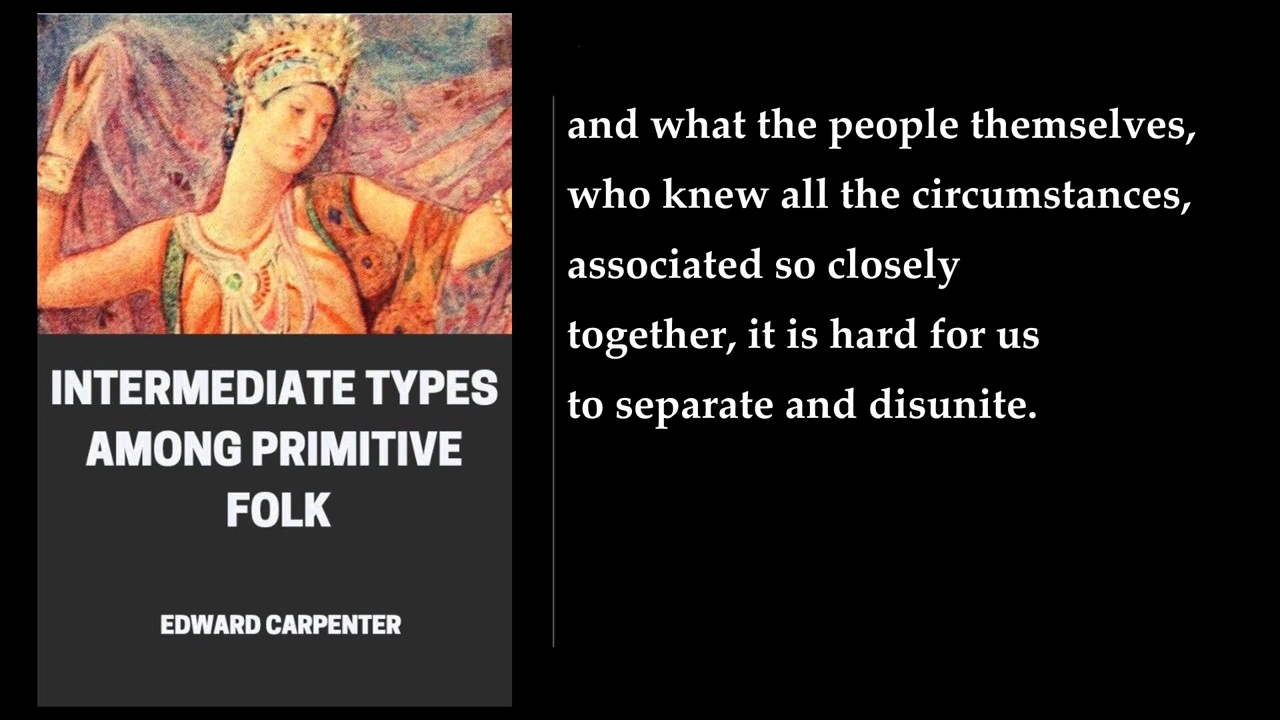 INTERMEDIATE TYPES
AMONG PRIMITIVE
FOLK
EDWARD CARPENTER
and what the people themselves,
who knew all the circumstances,
associated so closely
together, it is hard for us
to separate and disunite.